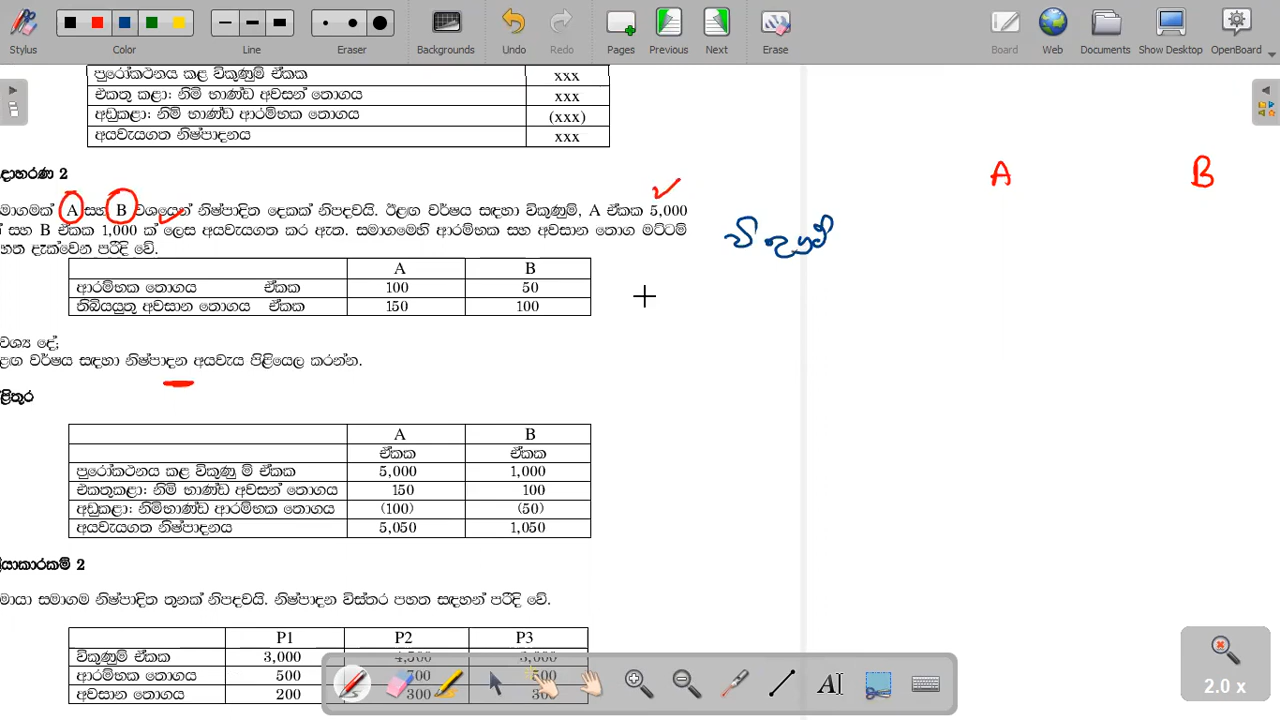 Stylus Color Line Eraser Backgrounds Undo Redo Pages Previous Next Erase Board Web Documents Show Desktop OpenBoard
පුරෝකථනය කළ විකුණුම් ඒකක xxx
එකතු කළා: නිමි භාණ්ඩ අවසන් තොගය xxx
අඩුකළා: නිමි භාණ්ඩ ආරම්භක තොගය (xxx)
අයවැයගත නිෂ්පාදනය xxx
දාහරණ 2
A B
මාගමක් A සහ B වශයෙන් නිෂ්පාදිත දෙකක් නිපදවයි. ඊළඟ වර්ෂය සඳහා විකුණුම්, A ඒකක 5,000
ක් සහ B ඒකක 1,000 ක් ලෙස අයවැයගත කර ඇත. සමාගමෙහි ආරම්භක සහ අවසාන තොග මට්ටම්
හත දැක්වෙන පරිදි වේ.
A B
ආරම්භක තොගය ඒකක 100 50
තිබියයුතු අවසාන තොගය ඒකක 150 100
වශ්‍ය දේ;
ළඟ වර්ෂය සඳහා නිෂ්පාදන අයවැය පිළියෙල කරන්න.
ළිතුර
A B
ඒකක ඒකක
පුරෝකථනය කළ විකුණු ම් ඒකක 5,000 1,000
එකතුකළා: නිමි භාණ්ඩ අවසන් තොගය 150 100
අඩුකළා: නිමිභාණ්ඩ ආරම්භක තොගය (100) (50)
අයවැයගත නිෂ්පාදනය 5,050 1,050
යාකාරකම් 2
මායා සමාගම නිෂ්පාදිත තුනක් නිපදවයි. නිෂ්පාදන විස්තර පහත සඳහන් පරිදි වේ.
P1 P2 P3
විකුණුම් ඒකක 3,000
ආරම්භක තොගය 500 700 500
අවසාන තොගය 200 300
2.0 x